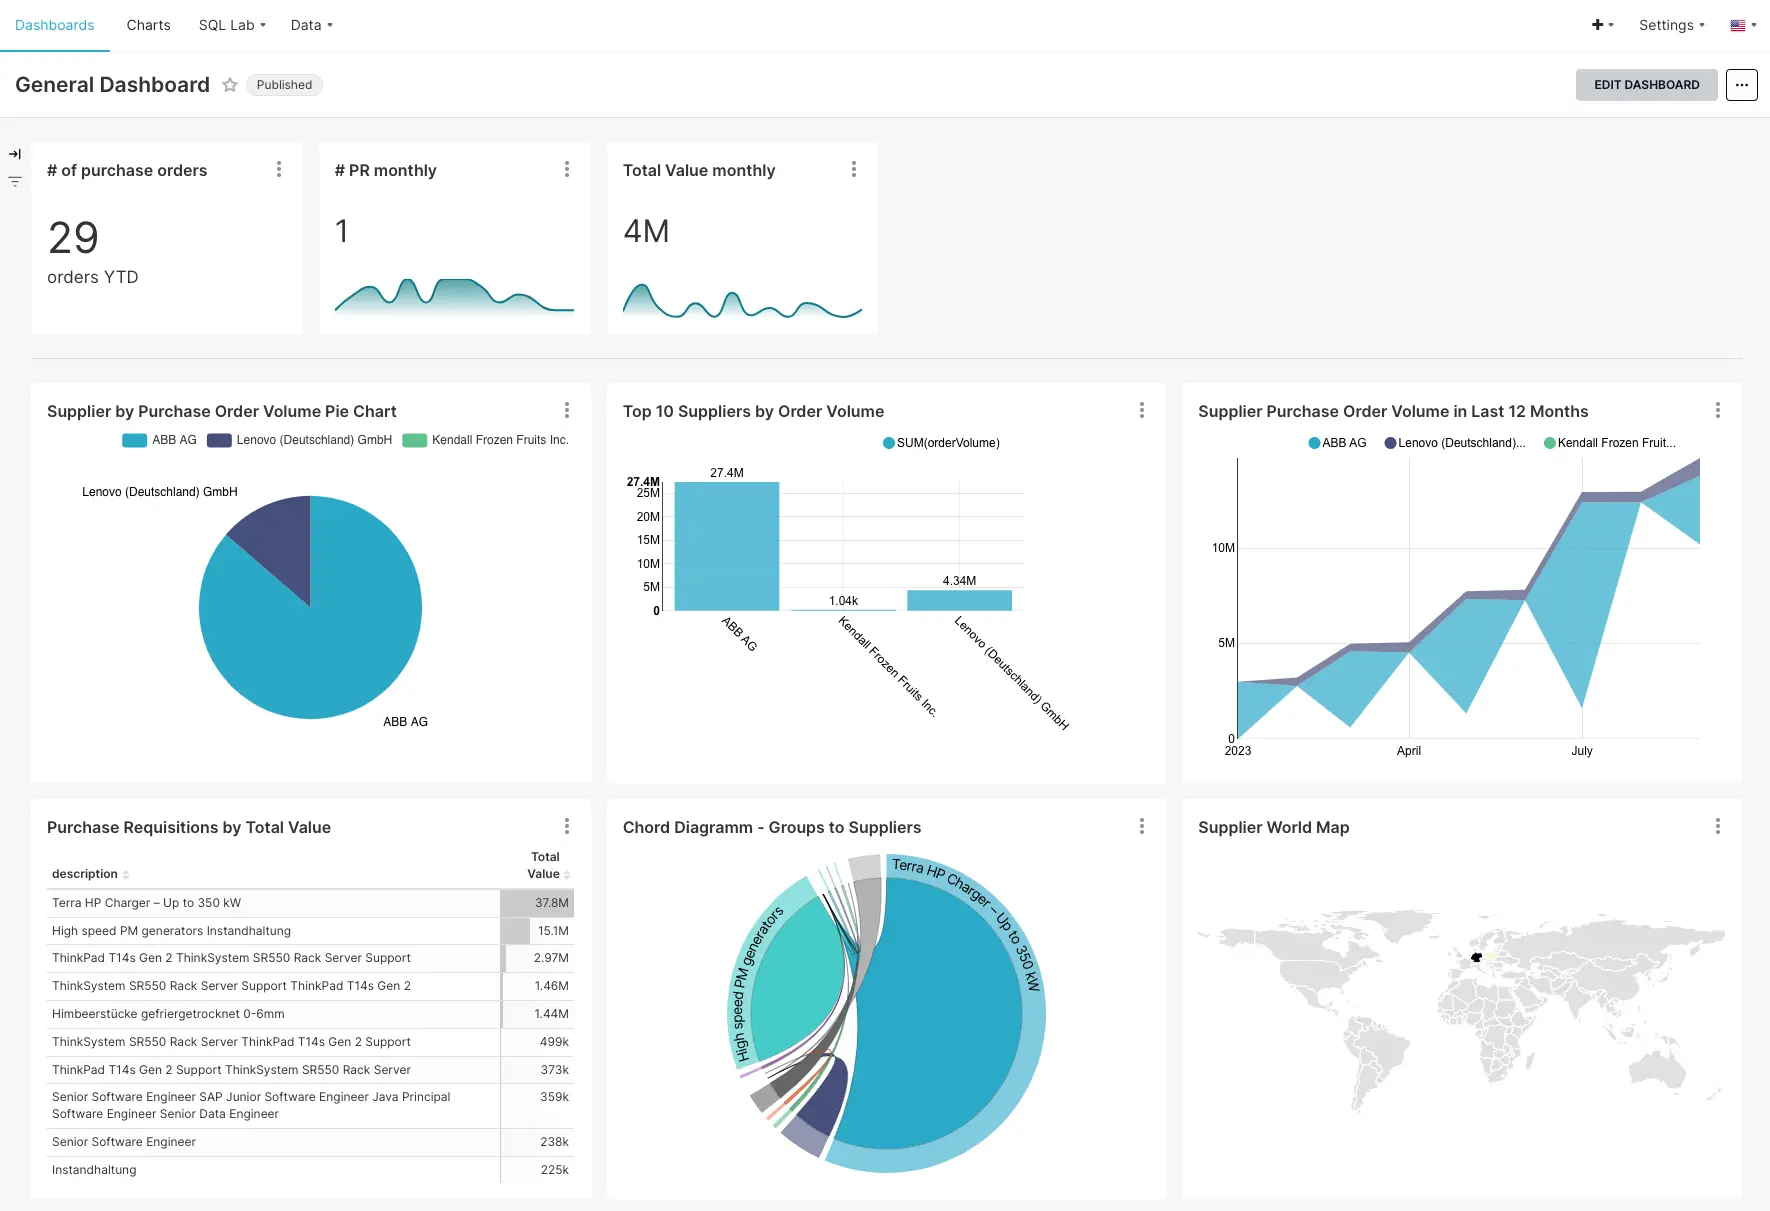 Dashboards Charts SQL Lab Data Settings
General Dashboard Published EDIT DASHBOARD
# of purchase orders
29
orders YTD
# PR monthly
1
Total Value monthly
4M
Supplier by Purchase Order Volume Pie Chart
ABB AG Lenovo (Deutschland) GmbH Kendall Frozen Fruits Inc.
Lenovo (Deutschland) GmbH
ABB AG
Top 10 Suppliers by Order Volume
SUM(orderVolume)
27.4M
27.4M
25M
20M
15M
10M
5M
0
1.04k
4.34M
ABB AG
Kendall Frozen Fruits Inc.
Lenovo (Deutschland) GmbH
Supplier Purchase Order Volume in Last 12 Months
ABB AG Lenovo (Deutschland)... Kendall Frozen Fruit...
10M
5M
0
2023 April July
Purchase Requisitions by Total Value
description Total
Value
Terra HP Charger – Up to 350 kW 37.8M
High speed PM generators Instandhaltung 15.1M
ThinkPad T14s Gen 2 ThinkSystem SR550 Rack Server Support 2.97M
ThinkSystem SR550 Rack Server Support ThinkPad T14s Gen 2 1.46M
Himbeerstücke gefriergetrocknet 0-6mm 1.44M
ThinkSystem SR550 Rack Server ThinkPad T14s Gen 2 Support 499k
ThinkPad T14s Gen 2 Support ThinkSystem SR550 Rack Server 373k
Senior Software Engineer SAP Junior Software Engineer Java Principal 359k
Software Engineer Senior Data Engineer
Senior Software Engineer 238k
Instandhaltung 225k
Chord Diagramm - Groups to Suppliers
Terra HP Charger – Up to 350 kW
High speed PM generators
Supplier World Map